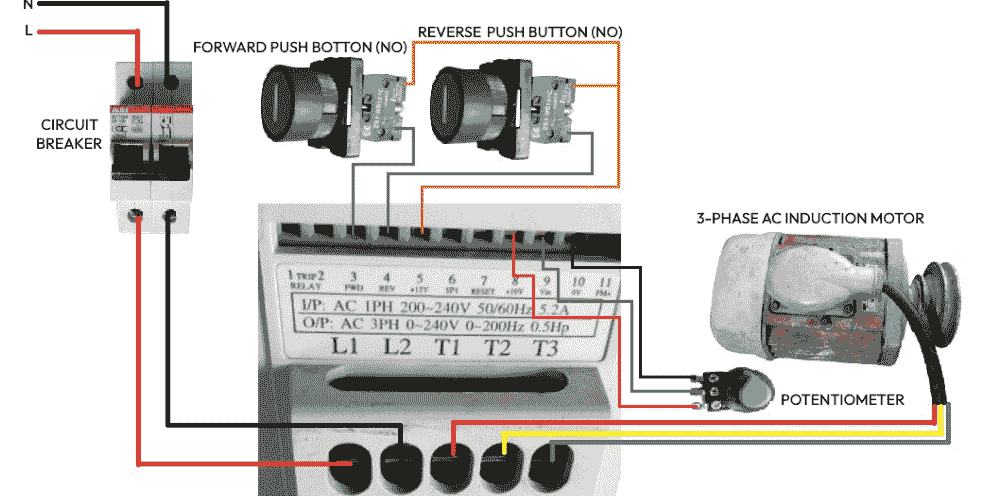 N
L
FORWARD PUSH BOTTON (NO)
REVERSE PUSH BUTTON (NO)
CIRCUIT
BREAKER
3-PHASE AC INDUCTION MOTOR
1 TRIP 2 3 4 5 6 7 8 9 10 11
RELAY FWD REV +12V SP1 RESET +10V Vin 0V FM+
I/P: AC 1PH 200~240V 50/60Hz 5.2A
O/P: AC 3PH 0~240V 0~200Hz 0.5Hp
L1 L2 T1 T2 T3
POTENTIOMETER